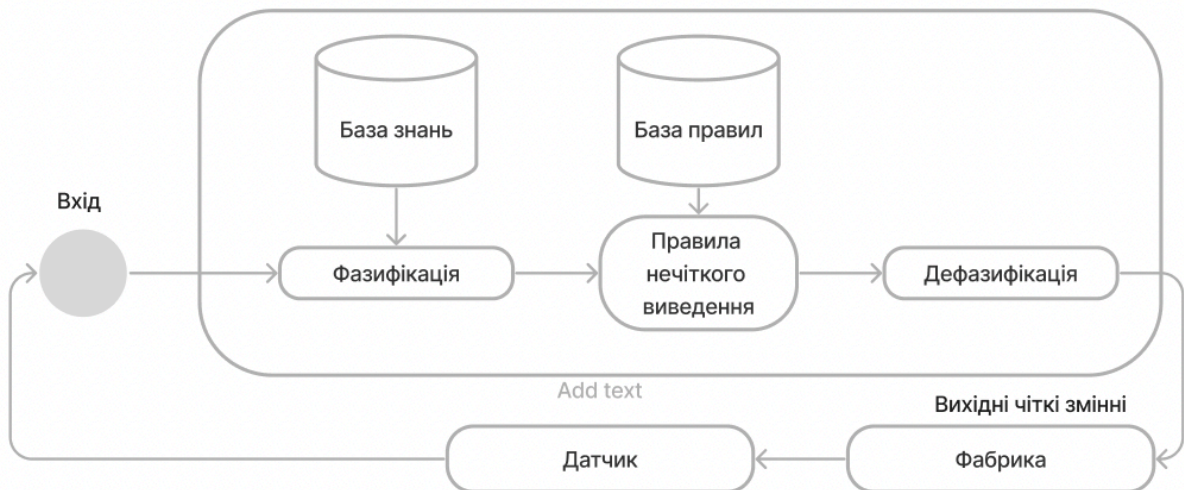 База знань
База правил
Вхід
Фазифікація
Правила
нечіткого
виведення
Дефазифікація
Add text
Вихідні чіткі змінні
Датчик
Фабрика